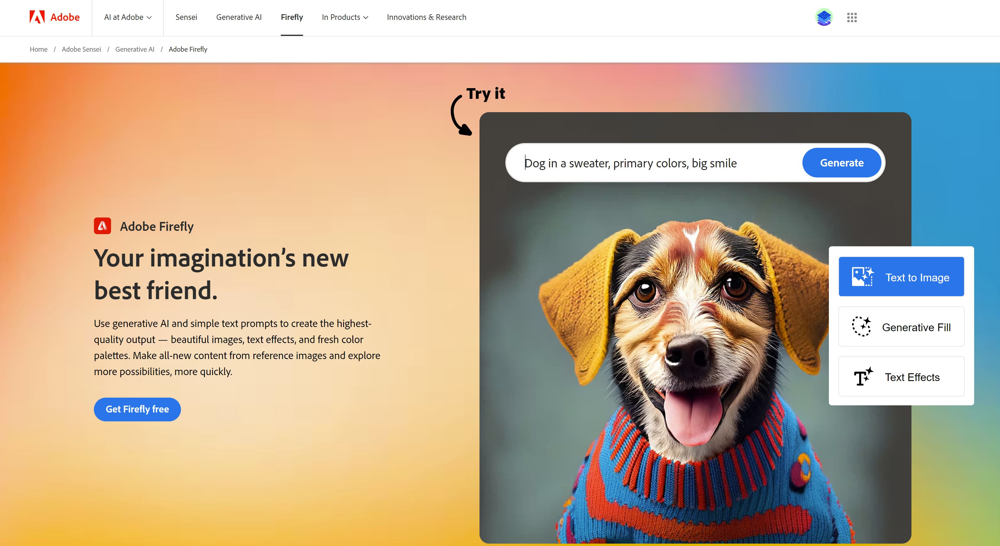 Adobe
AI at Adobe
Sensei
Generative AI
Firefly
In Products
Innovations & Research
Home / Adobe Sensei / Generative AI / Adobe Firefly
Try it
Dog in a sweater, primary colors, big smile
Generate
Adobe Firefly
Your imagination’s new
best friend.
Use generative AI and simple text prompts to create the highest-
quality output — beautiful images, text effects, and fresh color
palettes. Make all-new content from reference images and explore
more possibilities, more quickly.
Get Firefly free
Text to Image
Generative Fill
Text Effects